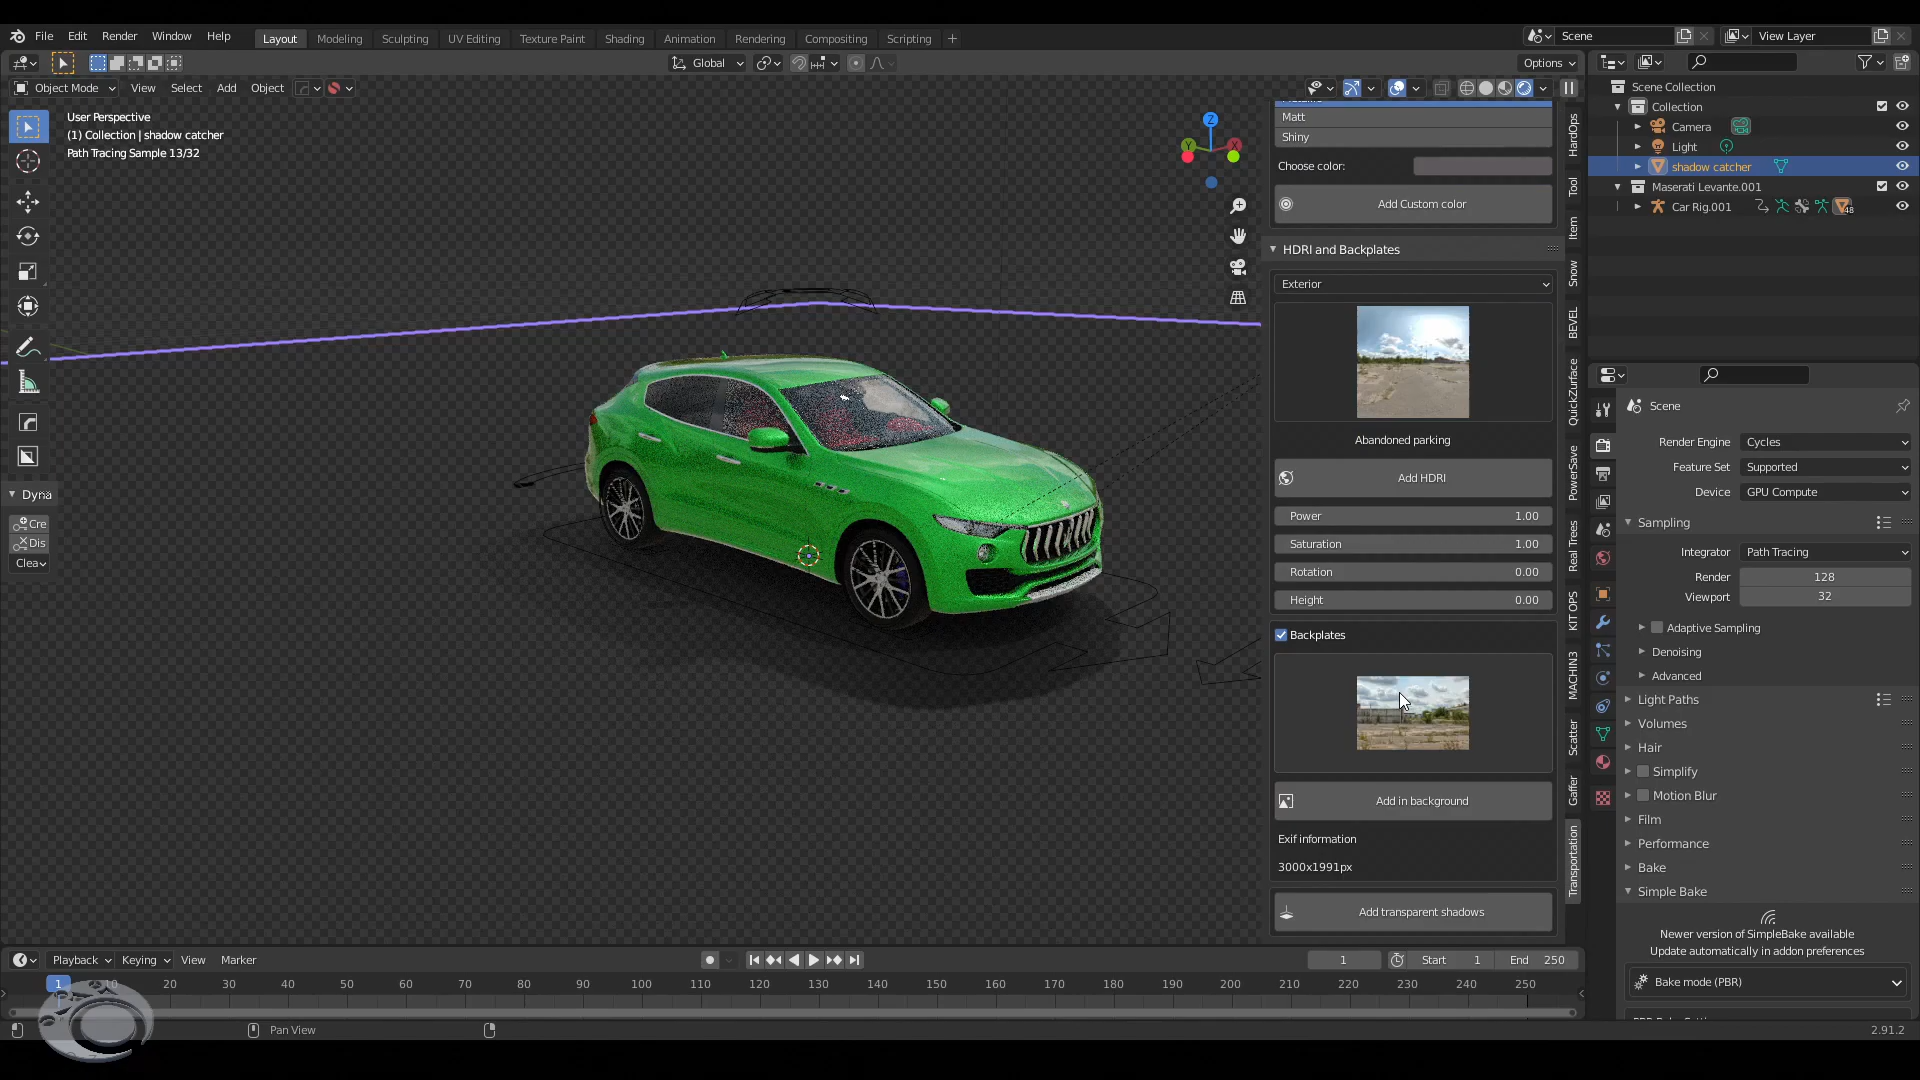 File Edit Render Window Help Layout Modeling Sculpting UV Editing Texture Paint Shading Animation Rendering Compositing Scripting +
Scene
View Layer
Global
Options
Object Mode View Select Add Object
User Perspective
(1) Collection | shadow catcher
Path Tracing Sample 13/32
Z
Y
X
Dyna
Cre
Dis
Clea
Matt
Shiny
Choose color:
Add Custom color
HDRI and Backplates
Exterior
Abandoned parking
Add HDRI
Power 1.00
Saturation 1.00
Rotation 0.00
Height 0.00
Backplates
Add in background
Exif information
3000x1991px
Add transparent shadows
HardOps
Tool
Item
Snow
BEVEL
QuickZurface
PowerSave
Real Trees
KIT OPS
MACHIN3
Scatter
Gaffer
Transportation
Scene Collection
Collection
Camera
Light
shadow catcher
Maserati Levante.001
Car Rig.001
48
Scene
Render Engine Cycles
Feature Set Supported
Device GPU Compute
Sampling
Integrator Path Tracing
Render 128
Viewport 32
Adaptive Sampling
Denoising
Advanced
Light Paths
Volumes
Hair
Simplify
Motion Blur
Film
Performance
Bake
Simple Bake
Newer version of SimpleBake available
Update automatically in addon preferences
Bake mode (PBR)
Playback Keying View Marker
1
Start 1 End 250
1 10 20 30 40 50 60 70 80 90 100 110 120 130 140 150 160 170 180 190 200 210 220 230 240 250
Pan View
2.91.2